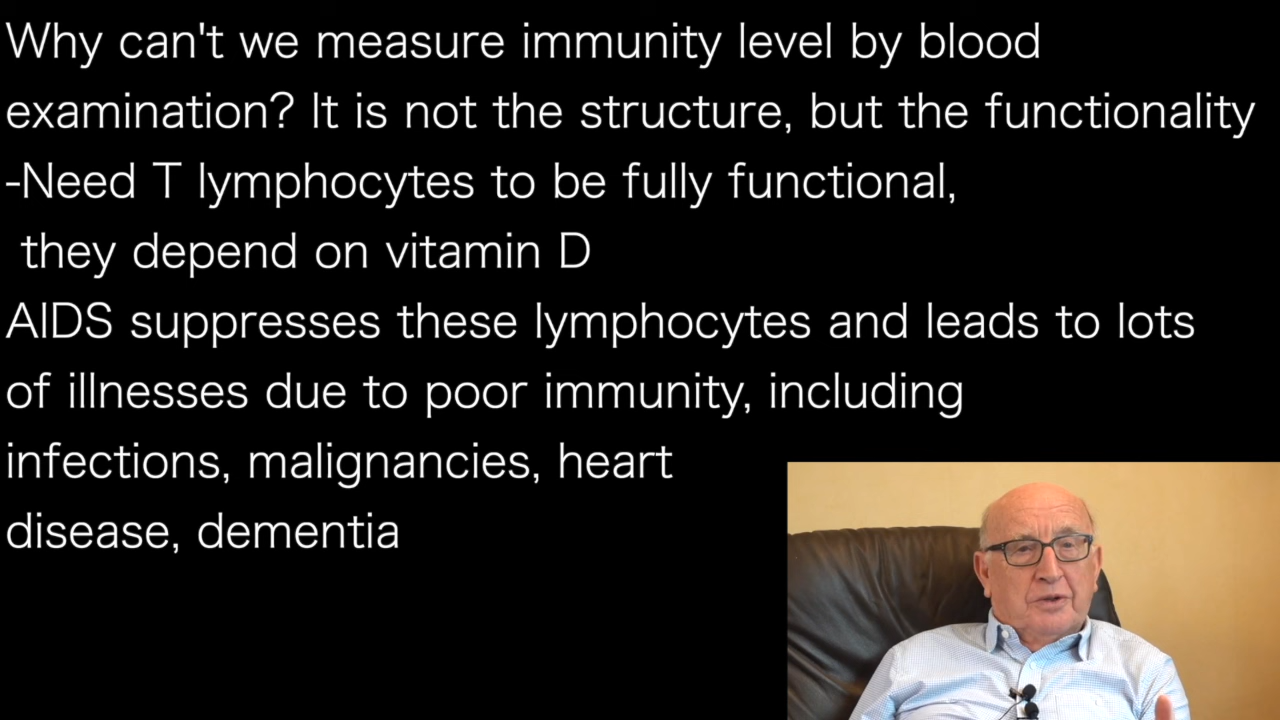 Why can't we measure immunity level by blood
examination? It is not the structure, but the functionality
-Need T lymphocytes to be fully functional,
they depend on vitamin D
AIDS suppresses these lymphocytes and leads to lots
of illnesses due to poor immunity, including
infections, malignancies, heart
disease, dementia